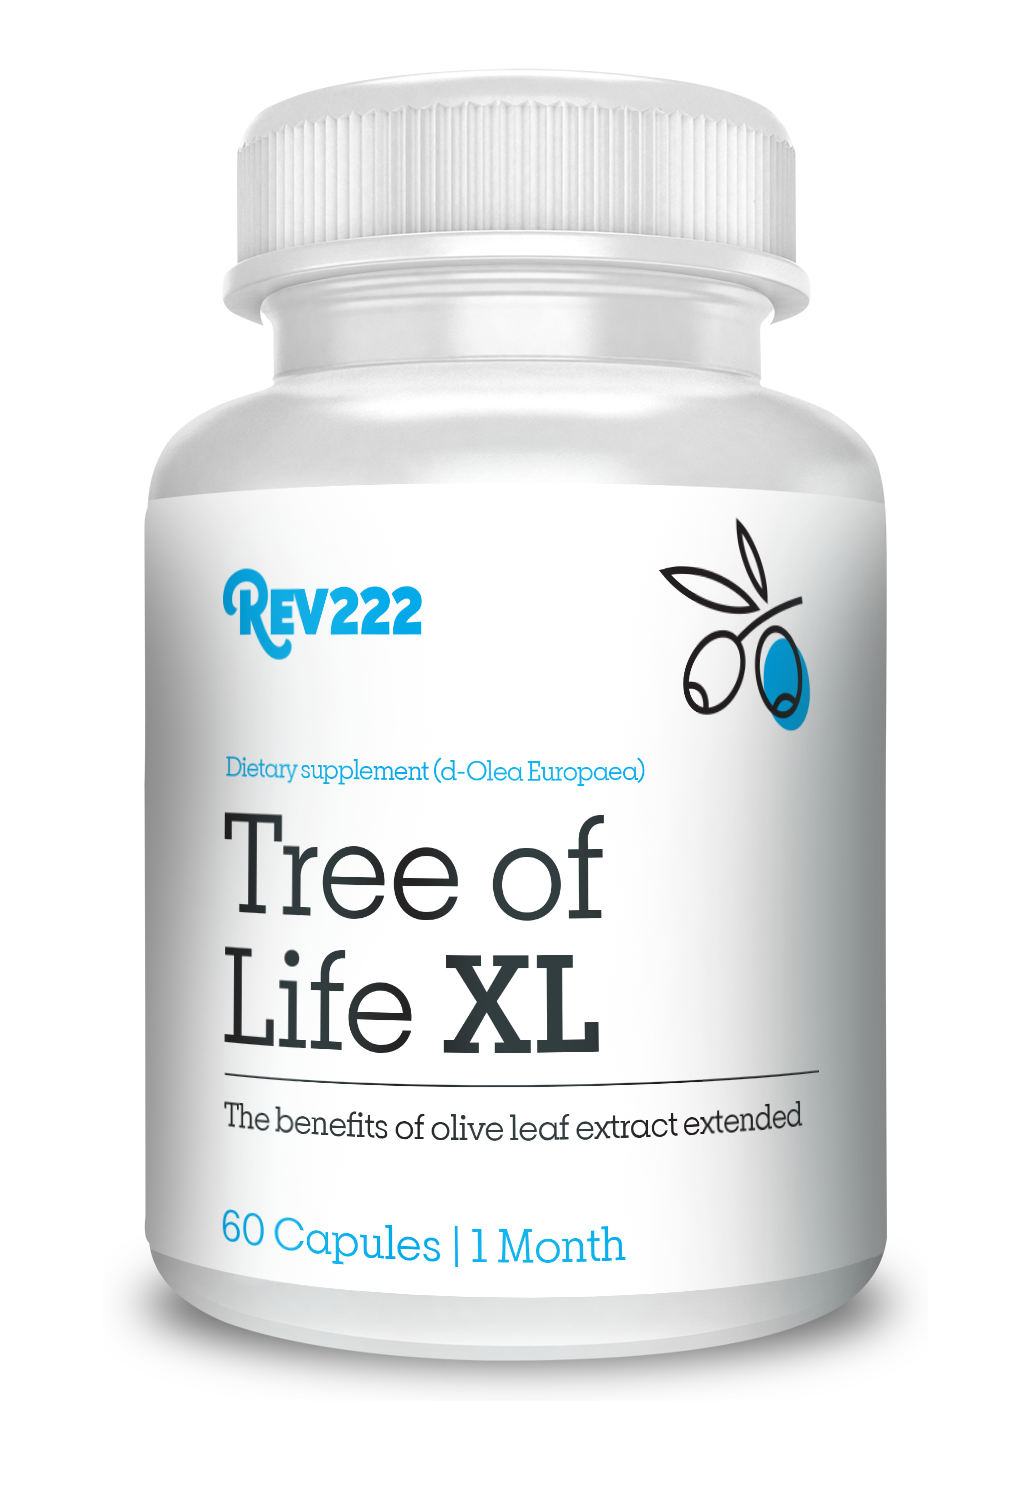 REV222
Dietary supplement (d-Olea Europaea)
Tree of
Life XL
The benefits of olive leaf extract extended
60 Capules | 1 Month